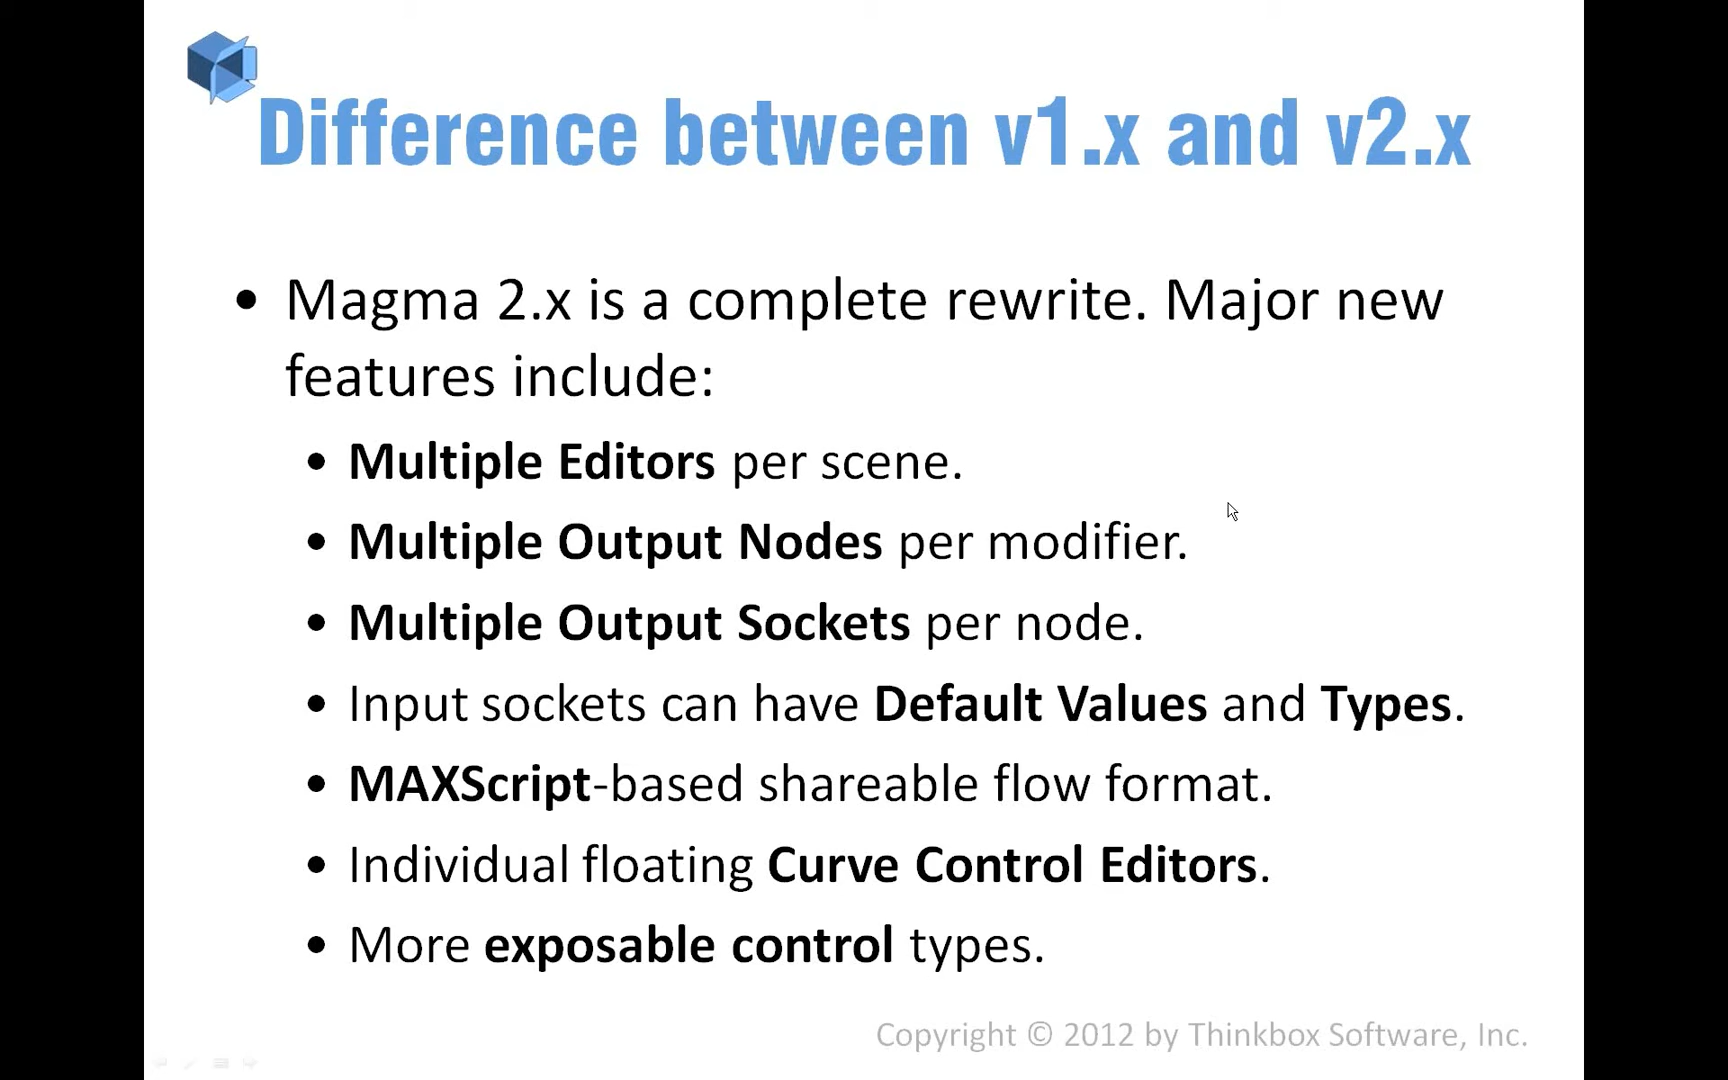 Difference between v1.x and v2.x
• Magma 2.x is a complete rewrite. Major new
features include:
• Multiple Editors per scene.
• Multiple Output Nodes per modifier.
• Multiple Output Sockets per node.
• Input sockets can have Default Values and Types.
• MAXScript-based shareable flow format.
• Individual floating Curve Control Editors.
• More exposable control types.
Copyright © 2012 by Thinkbox Software, Inc.